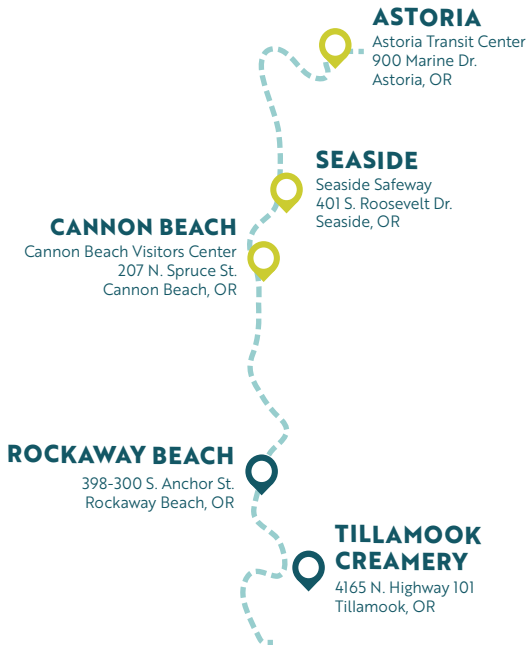 ASTORIA
Astoria Transit Center
900 Marine Dr.
Astoria, OR
SEASIDE
Seaside Safeway
401 S. Roosevelt Dr.
Seaside, OR
CANNON BEACH
Cannon Beach Visitors Center
207 N. Spruce St.
Cannon Beach, OR
ROCKAWAY BEACH
398-300 S. Anchor St.
Rockaway Beach, OR
TILLAMOOK
CREAMERY
4165 N. Highway 101
Tillamook, OR